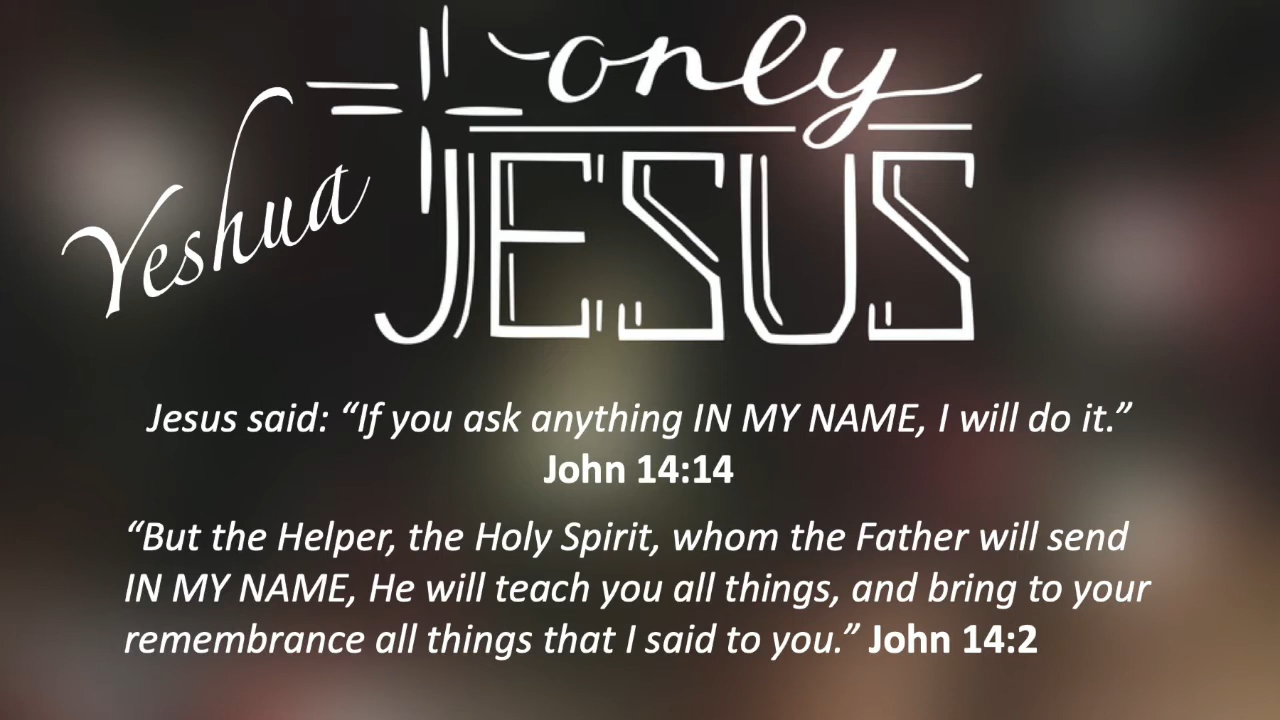 only
Yeshua
JESUS
Jesus said: “If you ask anything IN MY NAME, I will do it.”
John 14:14
“But the Helper, the Holy Spirit, whom the Father will send
IN MY NAME, He will teach you all things, and bring to your
remembrance all things that I said to you.” John 14:2